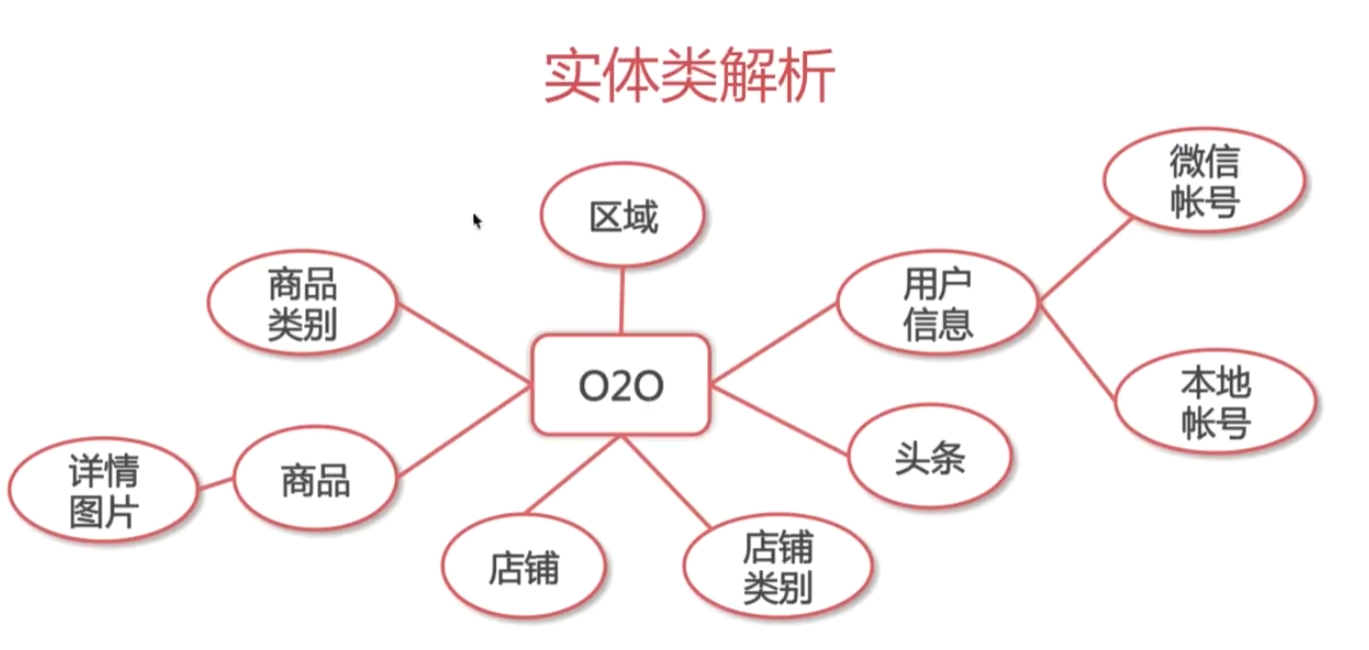 实体类解析
微信
帐号
区域
商品
类别
用户
信息
O2O
本地
帐号
头条
详情
图片
商品
店铺
店铺
类别